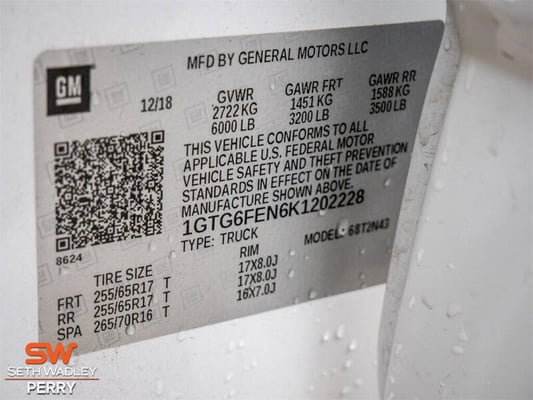 MFD BY GENERAL MOTORS LLC
GM
12/18 GVWR GAWR FRT GAWR RR
2722 KG 1451 KG 1588 KG
6000 LB 3200 LB 3500 LB
THIS VEHICLE CONFORMS TO ALL
APPLICABLE U.S. FEDERAL MOTOR
VEHICLE SAFETY AND THEFT PREVENTION
STANDARDS IN EFFECT ON THE DATE OF
MANUFACTURE SHOWN ABOVE.
1GTG6FEN6K1202228
TYPE: TRUCK MODEL: 68T2N43
8624
TIRE SIZE RIM
FRT 255/65R17 T 17X8.0J
RR 255/65R17 T 17X8.0J
SPA 265/70R16 T 16X7.0J
SW
SETH WADLEY
PERRY